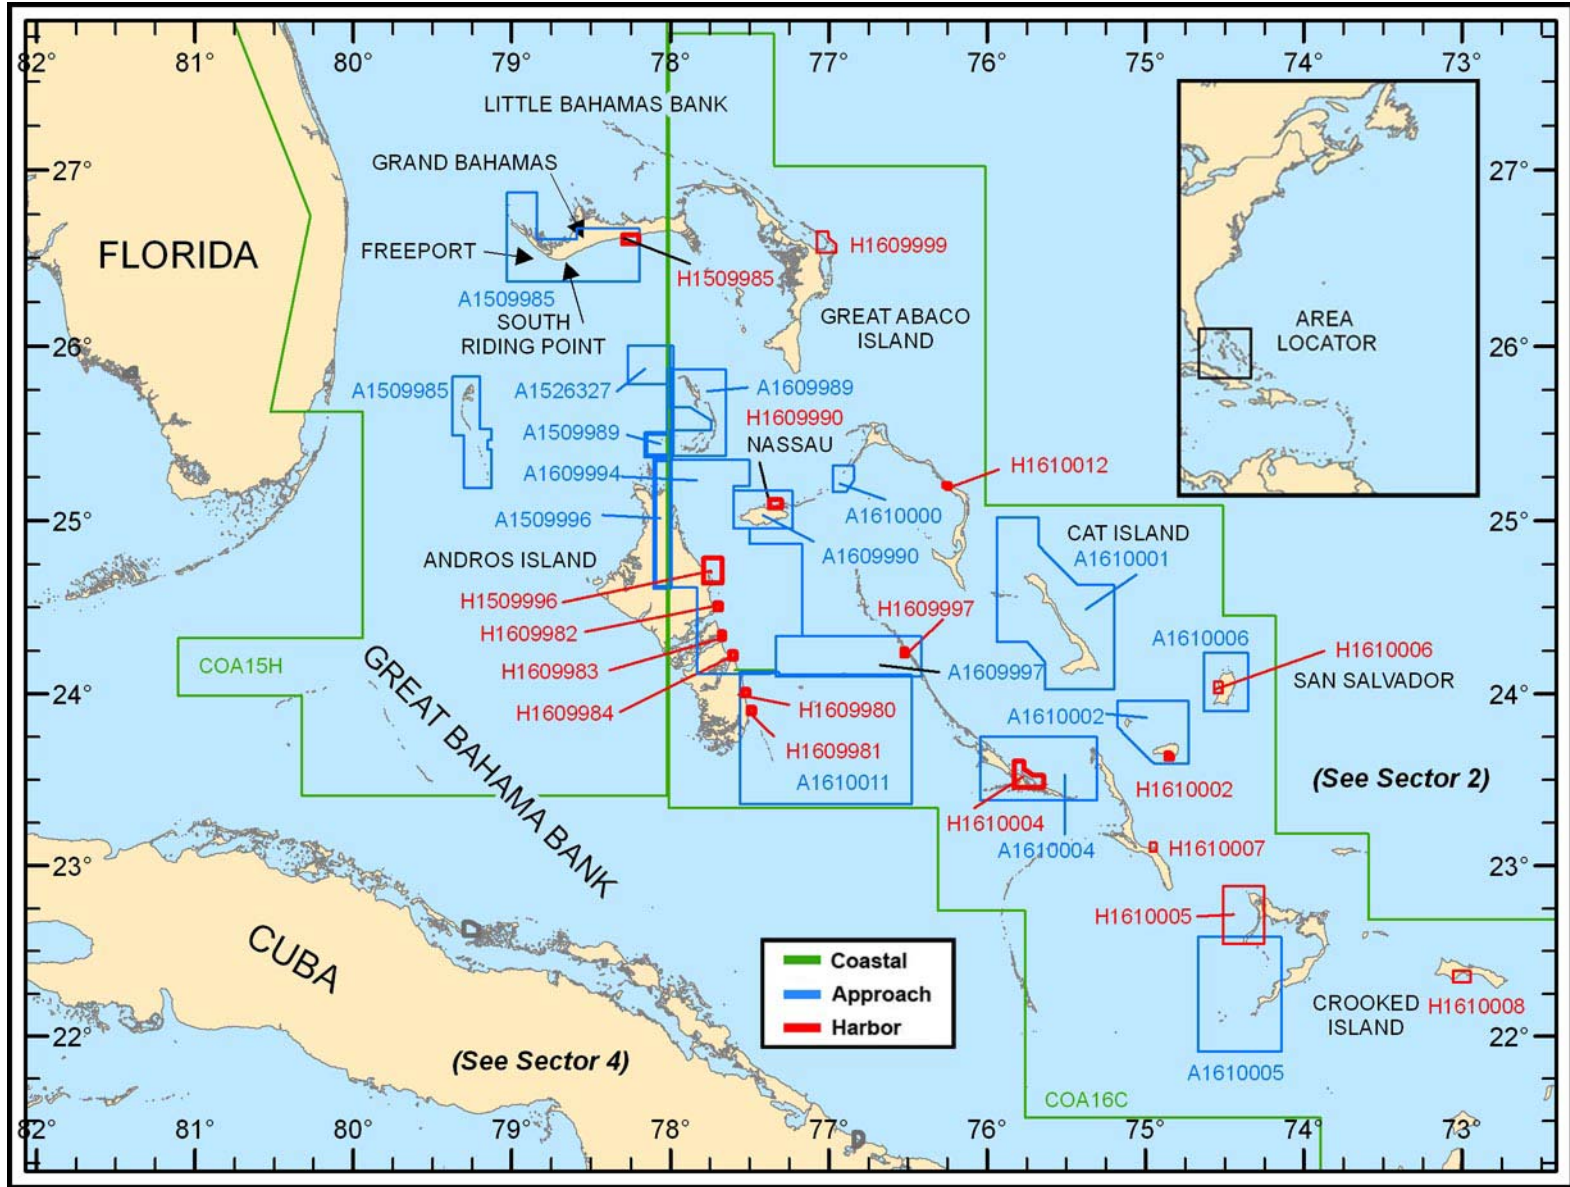 82° 81° 80° 79° 78° 77° 76° 75° 74° 73°
LITTLE BAHAMAS BANK
GRAND BAHAMAS
27° 27°
FLORIDA
FREEPORT
H1609999
H1509985
A1509985
SOUTH
RIDING POINT
GREAT ABACO
ISLAND
AREA
LOCATOR
26° 26°
A1509985
A1526327
A1609989
H1609990
NASSAU
A1509989
A1609994
H1610012
A1509996
A1610000
25° 25°
CAT ISLAND
A1610001
A1609990
ANDROS ISLAND
H1509996
H1609997
H1609982
A1610006
H1610006
SAN SALVADOR
COA15H
H1609983
A1609997
24° 24°
H1609984
H1609980
A1610002
H1609981
GREAT BAHAMA BANK
A1610011
(See Sector 2)
H1610002
H1610004
A1610004
H1610007
23° 23°
H1610005
CUBA
Coastal
Approach
Harbor
CROOKED
ISLAND
H1610008
22° 22°
(See Sector 4)
A1610005
COA16C
82° 81° 80° 79° 78° 77° 76° 75° 74° 73°